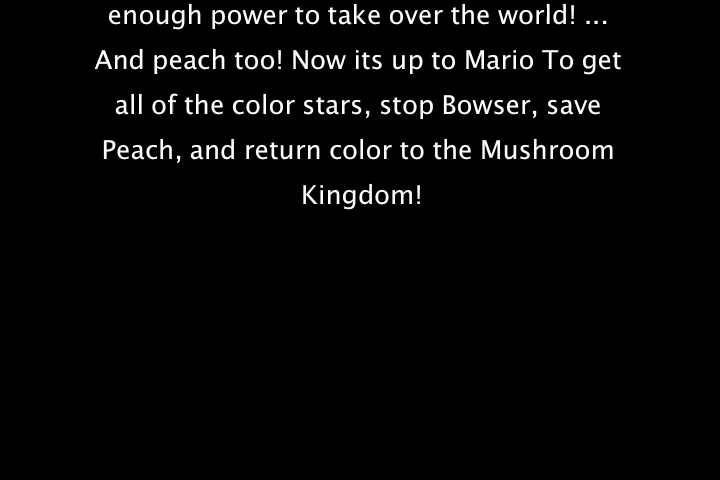 enough power to take over the world! ...
And peach too! Now its up to Mario To get
all of the color stars, stop Bowser, save
Peach, and return color to the Mushroom
Kingdom!